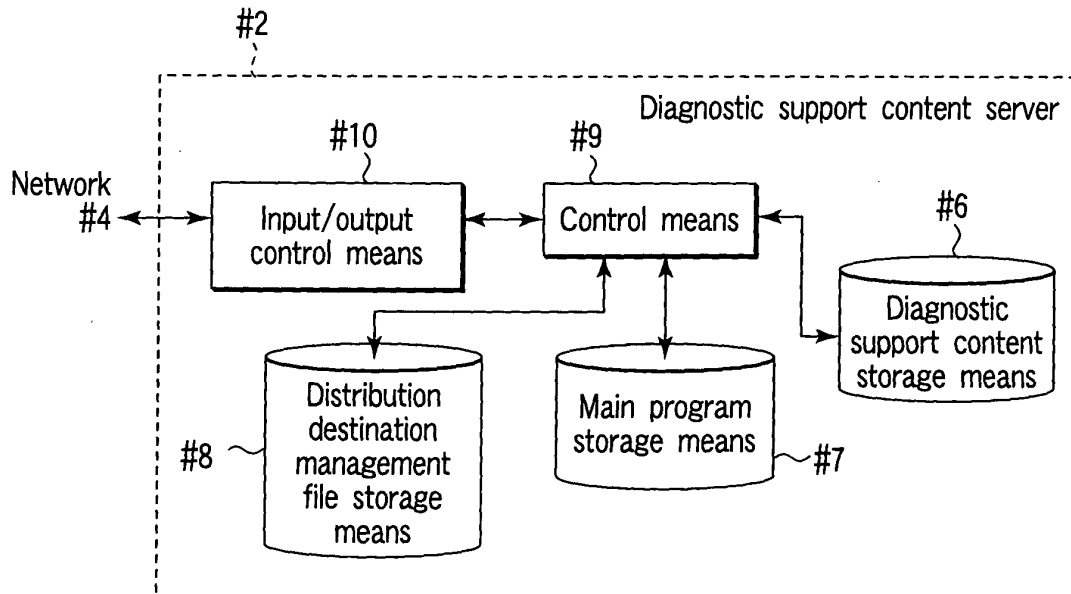 #2
Diagnostic support content server
#10
#9
Network
#4
Input/output
control means
Control means
#6
Diagnostic
support content
storage means
Distribution
destination
management
file storage
means
#8
Main program
storage means
#7